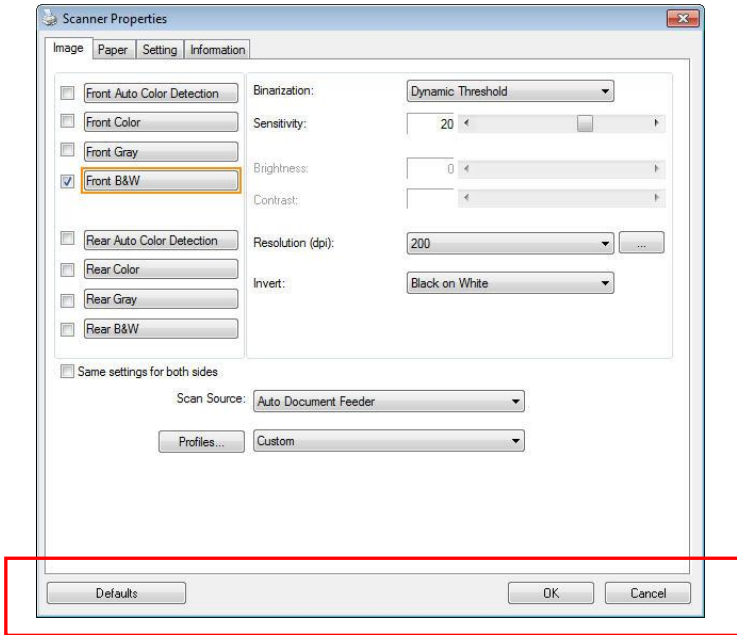 Scanner Properties
Image Paper Setting Information
Front Auto Color Detection
Front Color
Front Gray
Front B&W
Rear Auto Color Detection
Rear Color
Rear Gray
Rear B&W
Binarization: Dynamic Threshold
Sensitivity: 20
Brightness: 0
Contrast:
Resolution (dpi): 200 ...
Invert: Black on White
Same settings for both sides
Scan Source: Auto Document Feeder
Profiles... Custom
Defaults OK Cancel